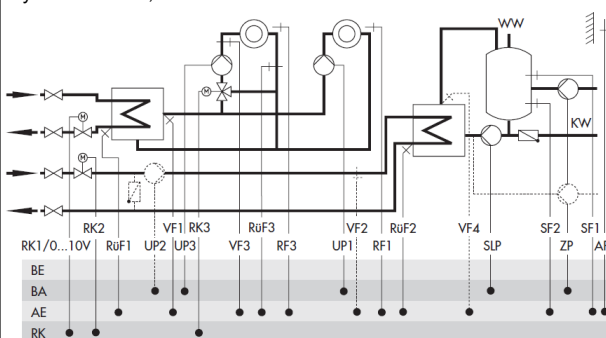 WW
M
KW
M
M
RK2
VF1
RK3
RüF3
VF2
RüF2
VF4
SF2
SF1
RK1/0...10V
RüF1
UP2
UP3
VF3
RF3
UP1
RF1
SLP
ZP
BE
BA
AE
RK